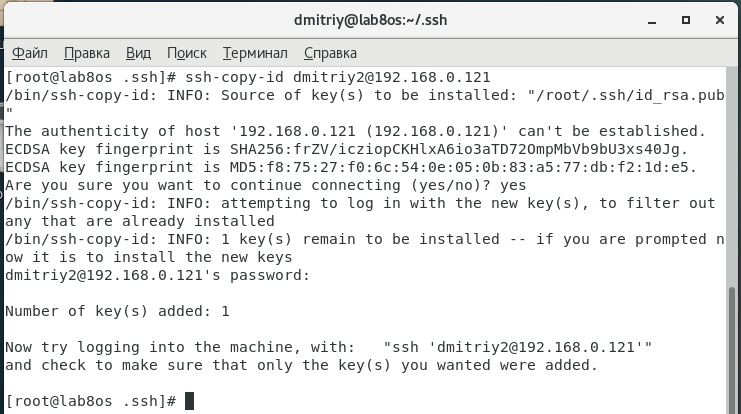 dmitriy@lab8os:~/.ssh
Файл Правка Вид Поиск Терминал Справка
[root@lab8os .ssh]# ssh-copy-id dmitriy2@192.168.0.121
/bin/ssh-copy-id: INFO: Source of key(s) to be installed: "/root/.ssh/id_rsa.pub
"
The authenticity of host '192.168.0.121 (192.168.0.121)' can't be established.
ECDSA key fingerprint is SHA256:frZV/icziopCKHlxA6io3aTD72OmpMbVb9bU3xs40Jg.
ECDSA key fingerprint is MD5:f8:75:27:f0:6c:54:0e:05:0b:83:a5:77:db:f2:1d:e5.
Are you sure you want to continue connecting (yes/no)? yes
/bin/ssh-copy-id: INFO: attempting to log in with the new key(s), to filter out
any that are already installed
/bin/ssh-copy-id: INFO: 1 key(s) remain to be installed -- if you are prompted n
ow it is to install the new keys
dmitriy2@192.168.0.121's password:
Number of key(s) added: 1
Now try logging into the machine, with:   "ssh 'dmitriy2@192.168.0.121'"
and check to make sure that only the key(s) you wanted were added.
[root@lab8os .ssh]#